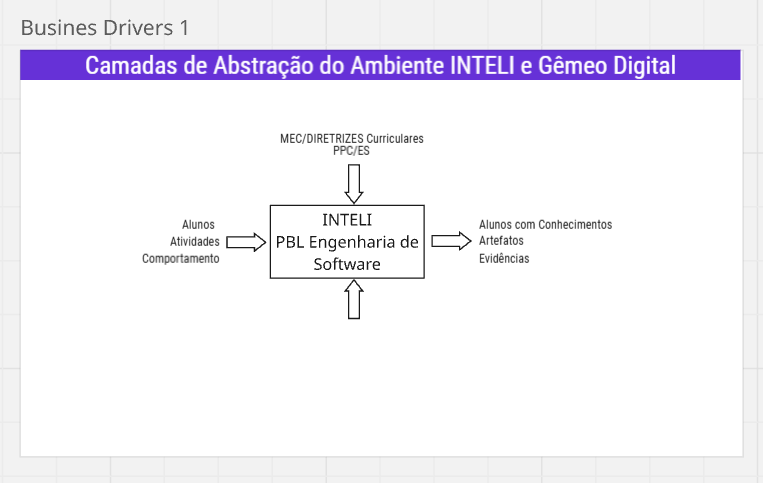 Busines Drivers 1
Camadas de Abstração do Ambiente INTELI e Gêmeo Digital
MEC/DIRETRIZES Curriculares
PPC/ES
Alunos
Atividades
Comportamento
INTELI
PBL Engenharia de
Software
Alunos com Conhecimentos
Artefatos
Evidências